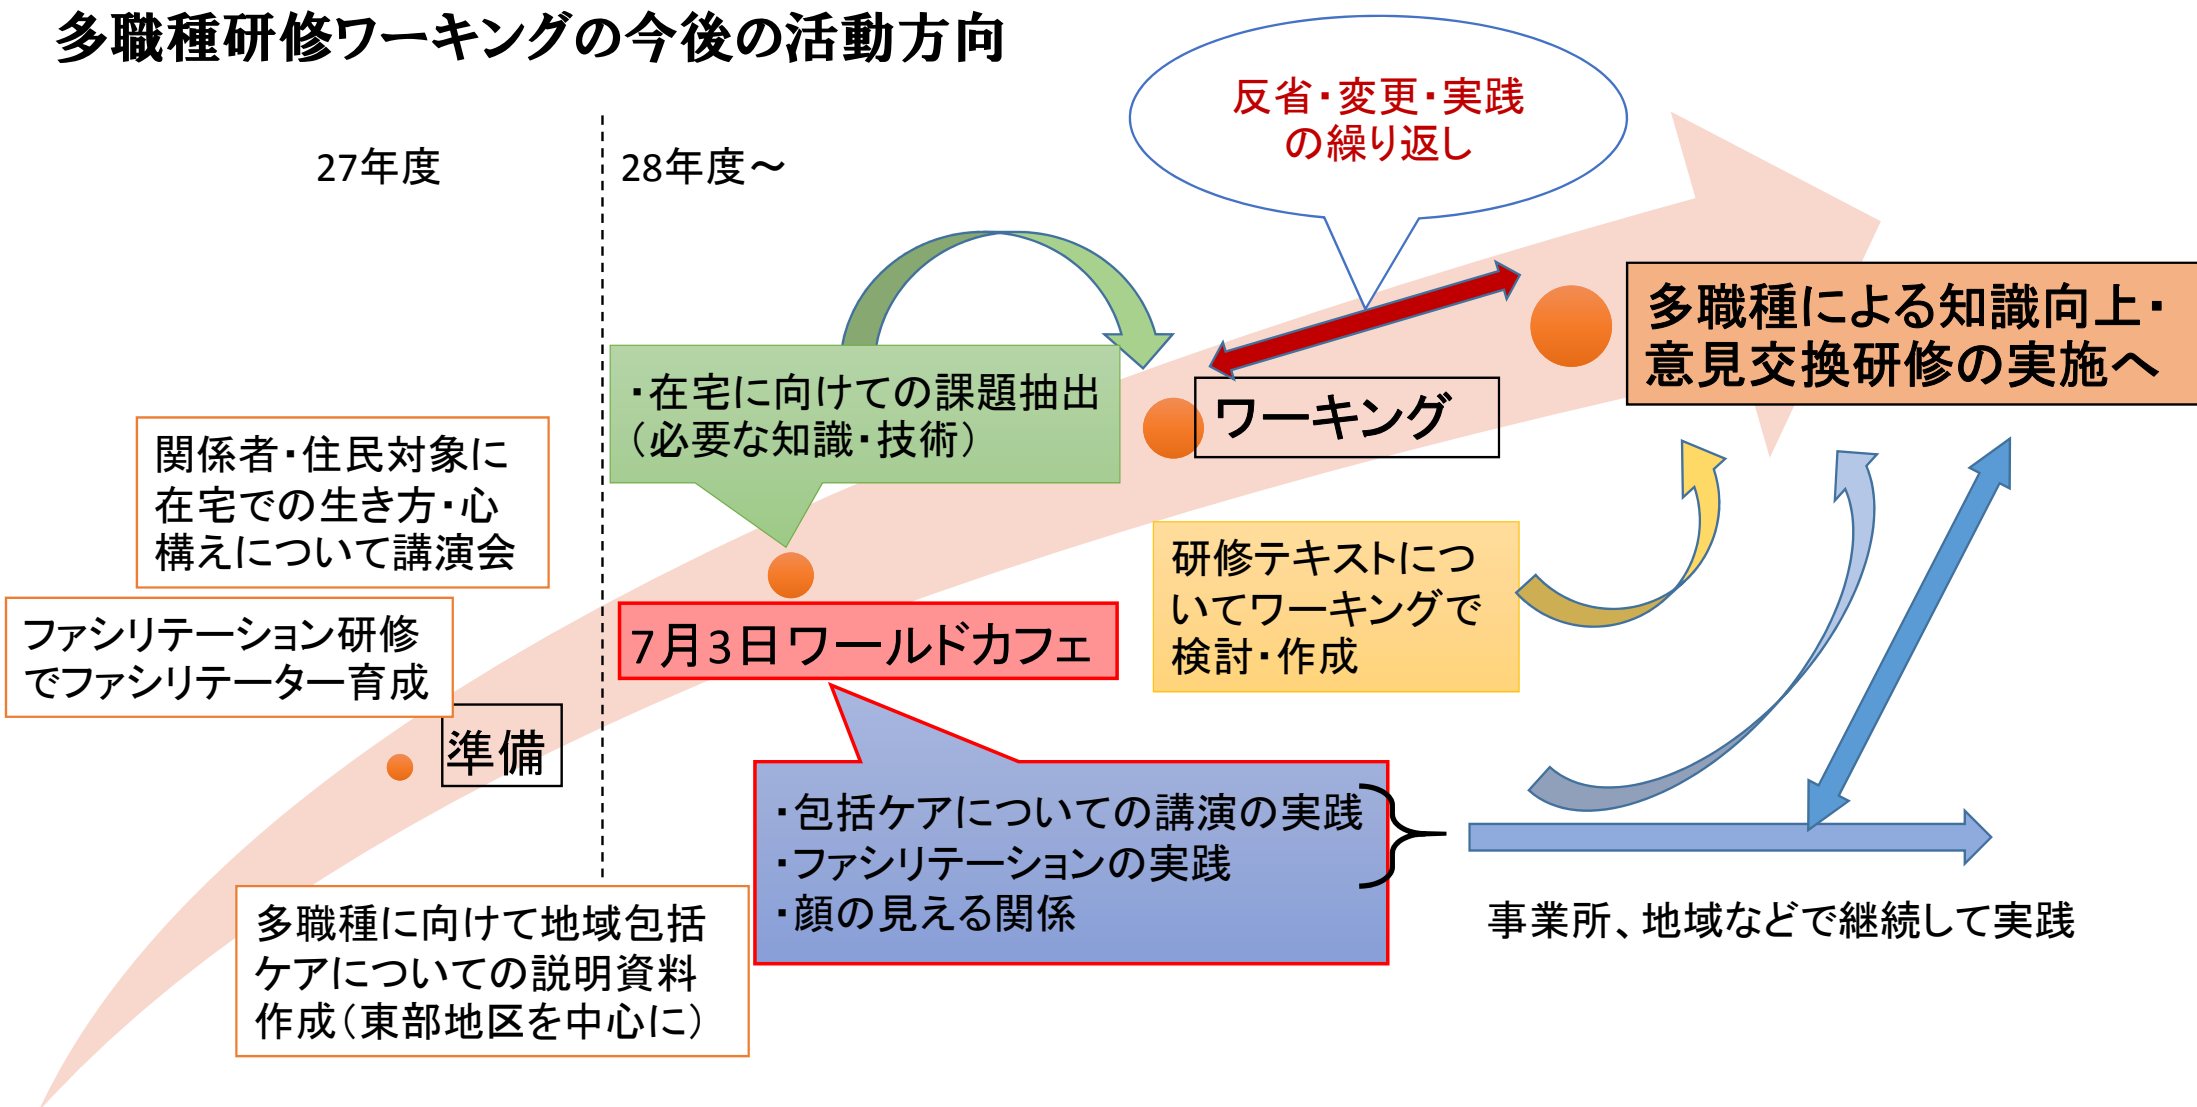 多職種研修ワーキングの今後の活動方向
反省・変更・実践
の繰り返し
27年度
28年度～
多職種による知識向上・
意見交換研修の実施へ
・在宅に向けての課題抽出
（必要な知識・技術）
ワーキング
関係者・住民対象に
在宅での生き方・心
構えについて講演会
研修テキストにつ
いてワーキングで
検討・作成
ファシリテーション研修
でファシリテーター育成
7月3日ワールドカフェ
準備
・包括ケアについての講演の実践
・ファシリテーションの実践
・顔の見える関係
事業所、地域などで継続して実践
多職種に向けて地域包括
ケアについての説明資料
作成（東部地区を中心に）